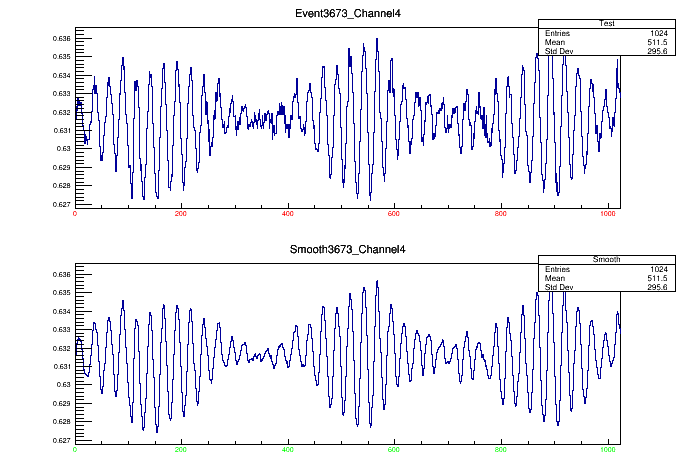 Event3673_Channel4
Test
Entries 1024
Mean 511.5
Std Dev 295.6
0.636
0.635
0.634
0.633
0.632
0.631
0.63
0.629
0.628
0.627
0 200 400 600 800 1000
Smooth3673_Channel4
Smooth
Entries 1024
Mean 511.5
Std Dev 295.6
0.636
0.635
0.634
0.633
0.632
0.631
0.63
0.629
0.628
0.627
0 200 400 600 800 1000